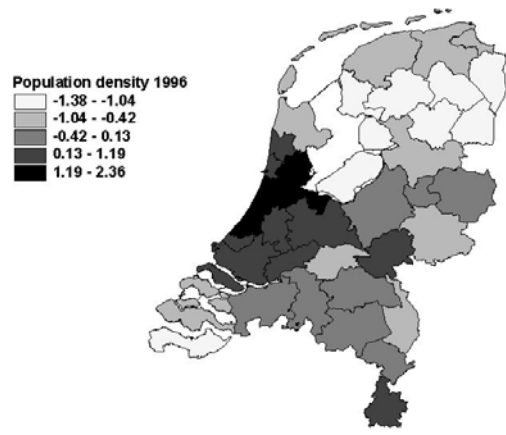 Population density 1996
-1.38 - -1.04
-1.04 - -0.42
-0.42 - 0.13
0.13 - 1.19
1.19 - 2.36